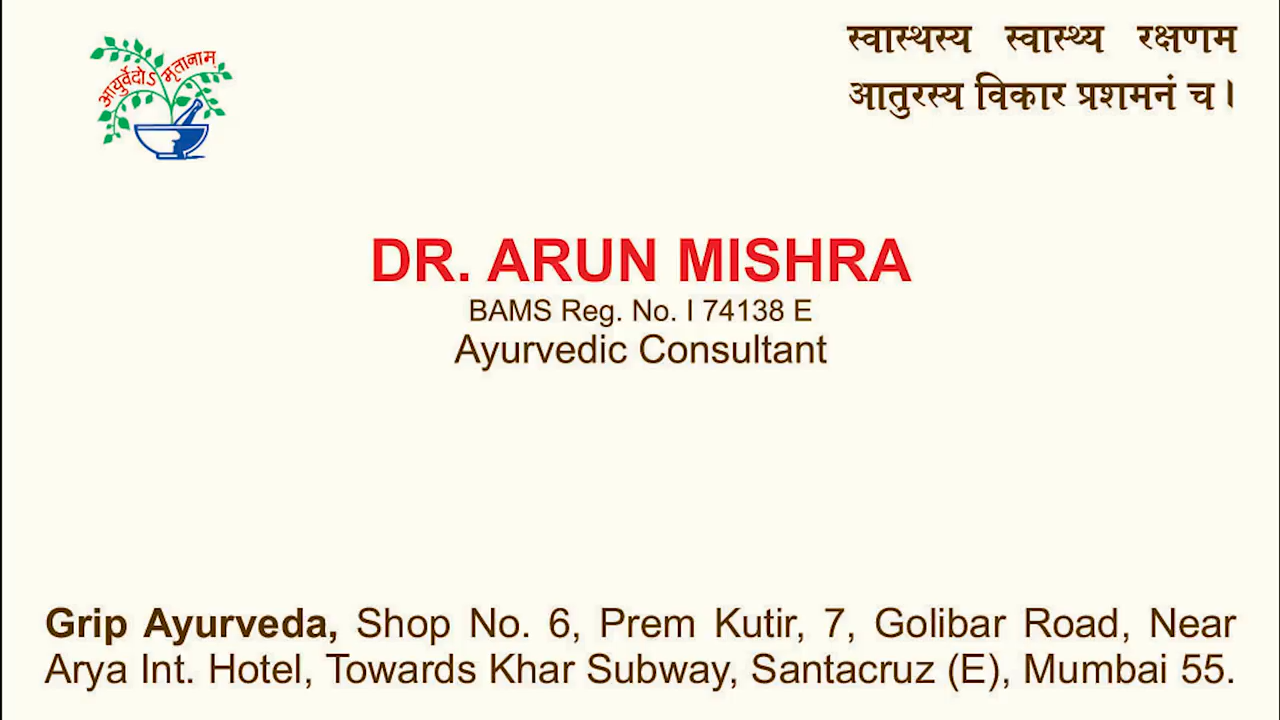 आयुर्वेदोऽ मृतानाम्
स्वास्थस्य स्वास्थ्य रक्षणम
आतुरस्य विकार प्रशमनं च।
DR. ARUN MISHRA
BAMS Reg. No. I 74138 E
Ayurvedic Consultant
Grip Ayurveda, Shop No. 6, Prem Kutir, 7, Golibar Road, Near
Arya Int. Hotel, Towards Khar Subway, Santacruz (E), Mumbai 55.